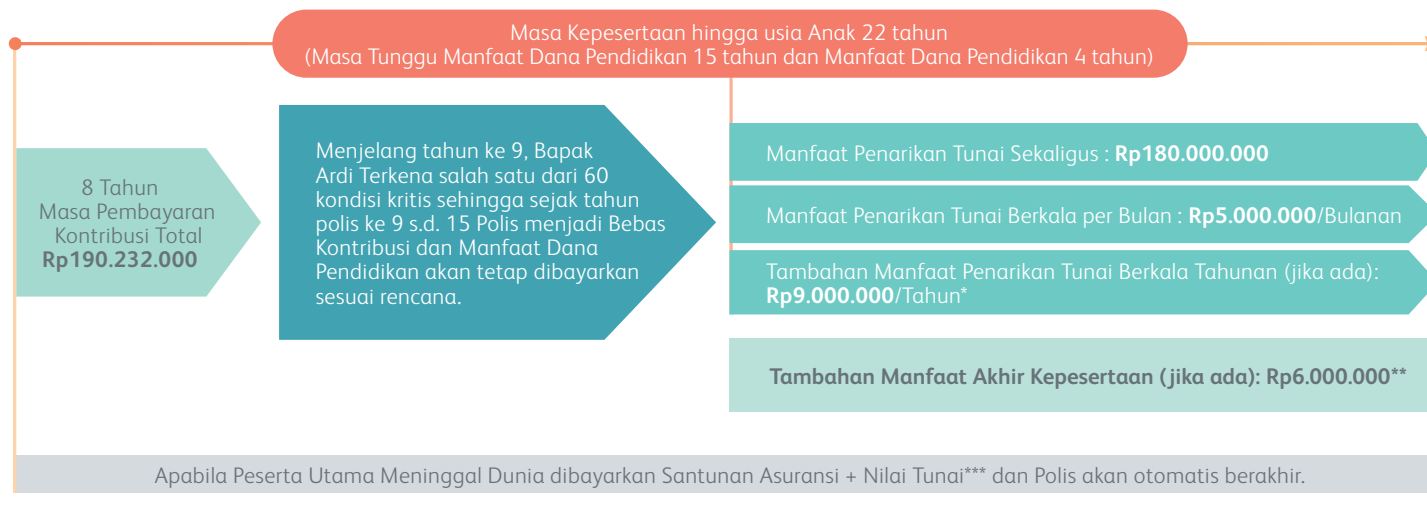 Masa Kepesertaan hingga usia Anak 22 tahun
(Masa Tunggu Manfaat Dana Pendidikan 15 tahun dan Manfaat Dana Pendidikan 4 tahun)
8 Tahun
Masa Pembayaran
Kontribusi Total
Rp190.232.000
Menjelang tahun ke 9, Bapak
Ardi Terkena salah satu dari 60
kondisi kritis sehingga sejak tahun
polis ke 9 s.d. 15 Polis menjadi Bebas
Kontribusi dan Manfaat Dana
Pendidikan akan tetap dibayarkan
sesuai rencana.
Manfaat Penarikan Tunai Sekaligus : Rp180.000.000
Manfaat Penarikan Tunai Berkala per Bulan : Rp5.000.000/Bulanan
Tambahan Manfaat Penarikan Tunai Berkala Tahunan (jika ada):
Rp9.000.000/Tahun*
Tambahan Manfaat Akhir Kepesertaan (jika ada): Rp6.000.000**
Apabila Peserta Utama Meninggal Dunia dibayarkan Santunan Asuransi + Nilai Tunai*** dan Polis akan otomatis berakhir.